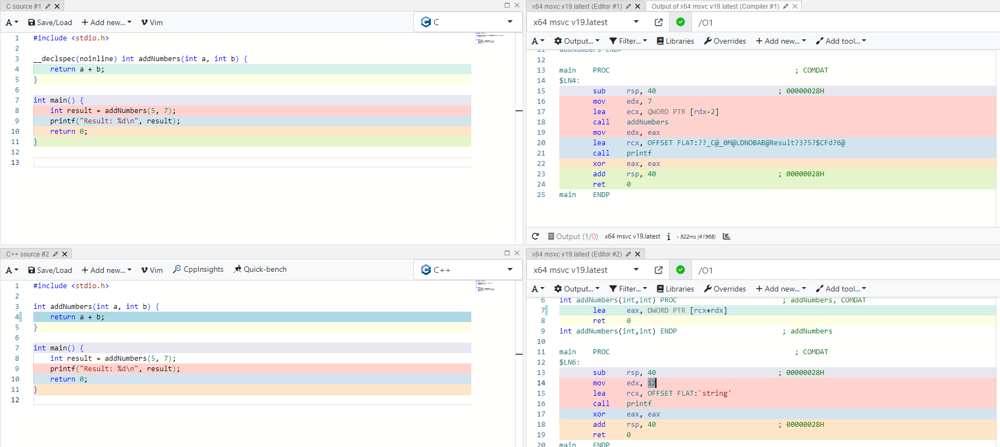 C source #1
A Save/Load + Add new... Vim
C
1 #include <stdio.h>
2
3 __declspec(noinline) int addNumbers(int a, int b) {
4     return a + b;
5 }
6
7 int main() {
8     int result = addNumbers(5, 7);
9     printf("Result: %d\n", result);
10     return 0;
11 }
12
13
x64 msvc v19.latest (Editor #1) Output of x64 msvc v19.latest (Compiler #1)
x64 msvc v19.latest /O1
A Output... Filter... Libraries Overrides + Add new... Add tool...
11 addNumbers ENDP
12
13 main    PROC                                            ; COMDAT
14 $LN4:
15         sub     rsp, 40                             ; 00000028H
16         mov     edx, 7
17         lea     ecx, QWORD PTR [rdx-2]
18         call    addNumbers
19         mov     edx, eax
20         lea     rcx, OFFSET FLAT:??_C@_0M@LDNOBAB@Result?3?5?$CFd?6@
21         call    printf
22         xor     eax, eax
23         add     rsp, 40                             ; 00000028H
24         ret     0
25 main    ENDP
Output (1/0) x64 msvc v19.latest i - 922ms (4196B)
C++ source #2
A Save/Load + Add new... Vim CppInsights Quick-bench
C++
1 #include <stdio.h>
2
3 int addNumbers(int a, int b) {
4     return a + b;
5 }
6
7 int main() {
8     int result = addNumbers(5, 7);
9     printf("Result: %d\n", result);
10     return 0;
11 }
12
x64 msvc v19.latest (Editor #2)
x64 msvc v19.latest /O1
A Output... Filter... Libraries Overrides + Add new... Add tool...
6 int addNumbers(int,int) PROC                         ; addNumbers, COMDAT
7         lea     eax, DWORD PTR [rcx+rdx]
8         ret     0
9 int addNumbers(int,int) ENDP                         ; addNumbers
10
11 main    PROC                                            ; COMDAT
12 $LN6:
13         sub     rsp, 40                             ; 00000028H
14         mov     edx, 12
15         lea     rcx, OFFSET FLAT:`string'
16         call    printf
17         xor     eax, eax
18         add     rsp, 40                             ; 00000028H
19         ret     0
20 main    ENDP